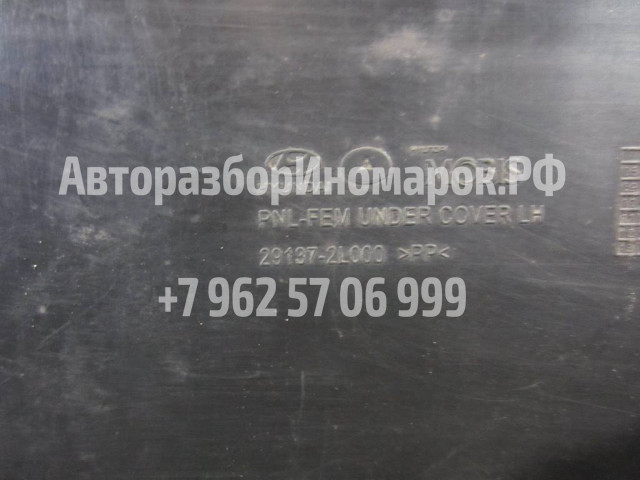 MOBIS
АвторазборИномарок.РФ
PNL-FEM UNDER COVER LH
29137-2L000 >PP<
+7 962 57 06 999